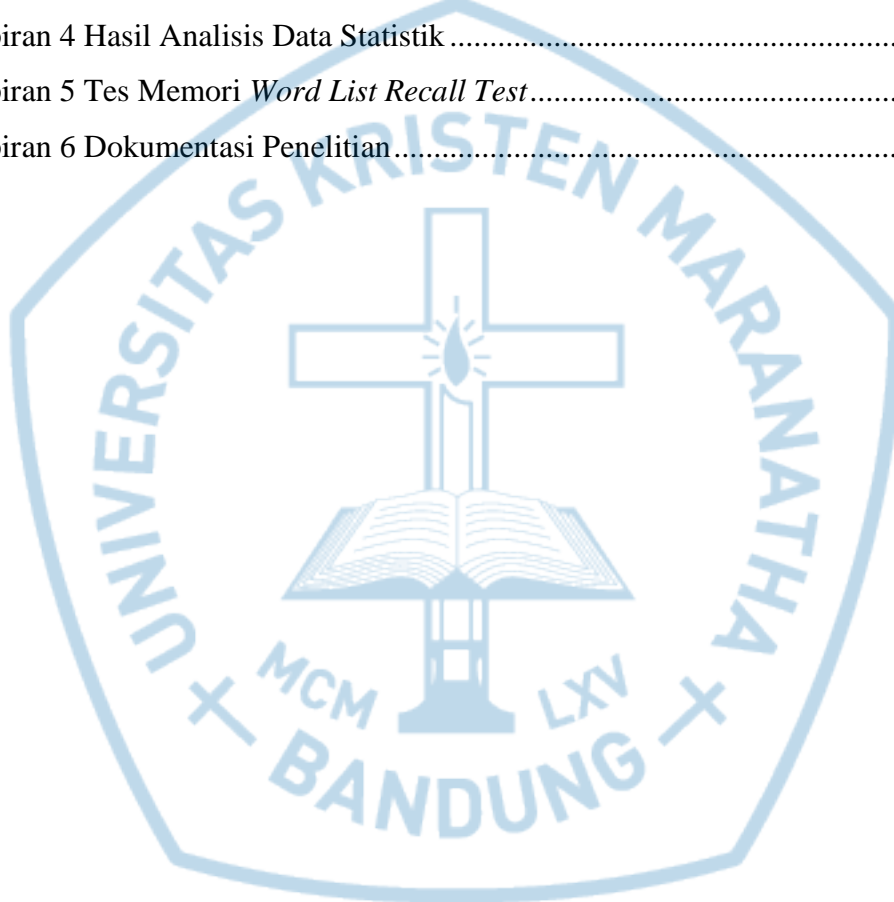 piran 4 Hasil Analisis Data Statistik
piran 5 Tes Memori Word List Recall Test
piran 6 Dokumentasi Penelitian
UNIVERSITAS KRISTEN MARANATHA
MCM LXV
BANDUNG